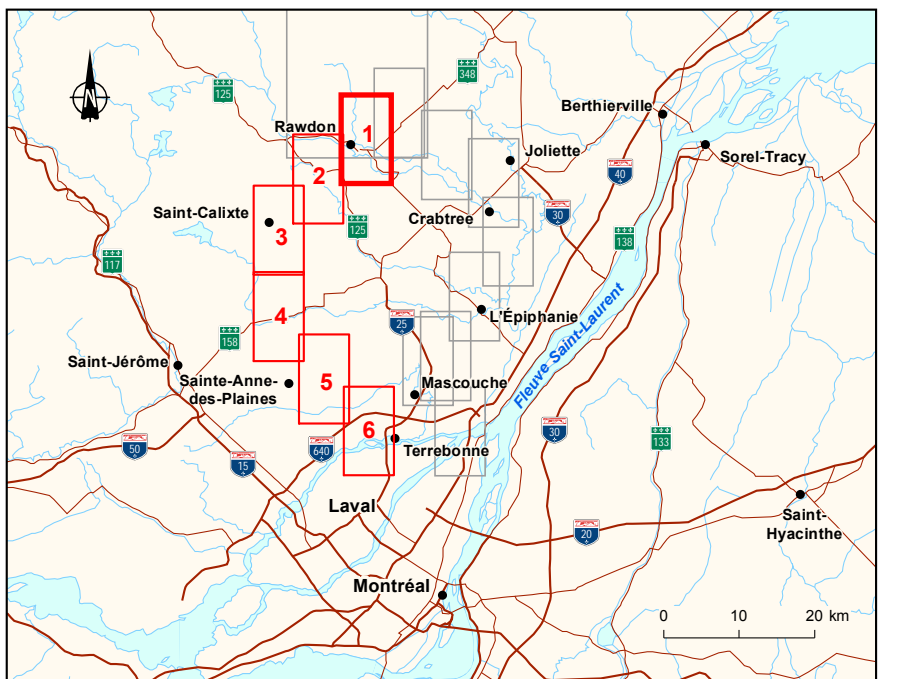 348
125
N
Berthierville
Rawdon
1
Joliette
Sorel-Tracy
2
40
Saint-Calixte
Crabtree
30
3
125
138
117
4
L'Épiphanie
25
158
Fleuve Saint-Laurent
Saint-Jérôme
Sainte-Anne-
des-Plaines
5
Mascouche
6
30
133
50
640
Terrebonne
15
Saint-
Hyacinthe
Laval
20
Montréal
0 10 20 km